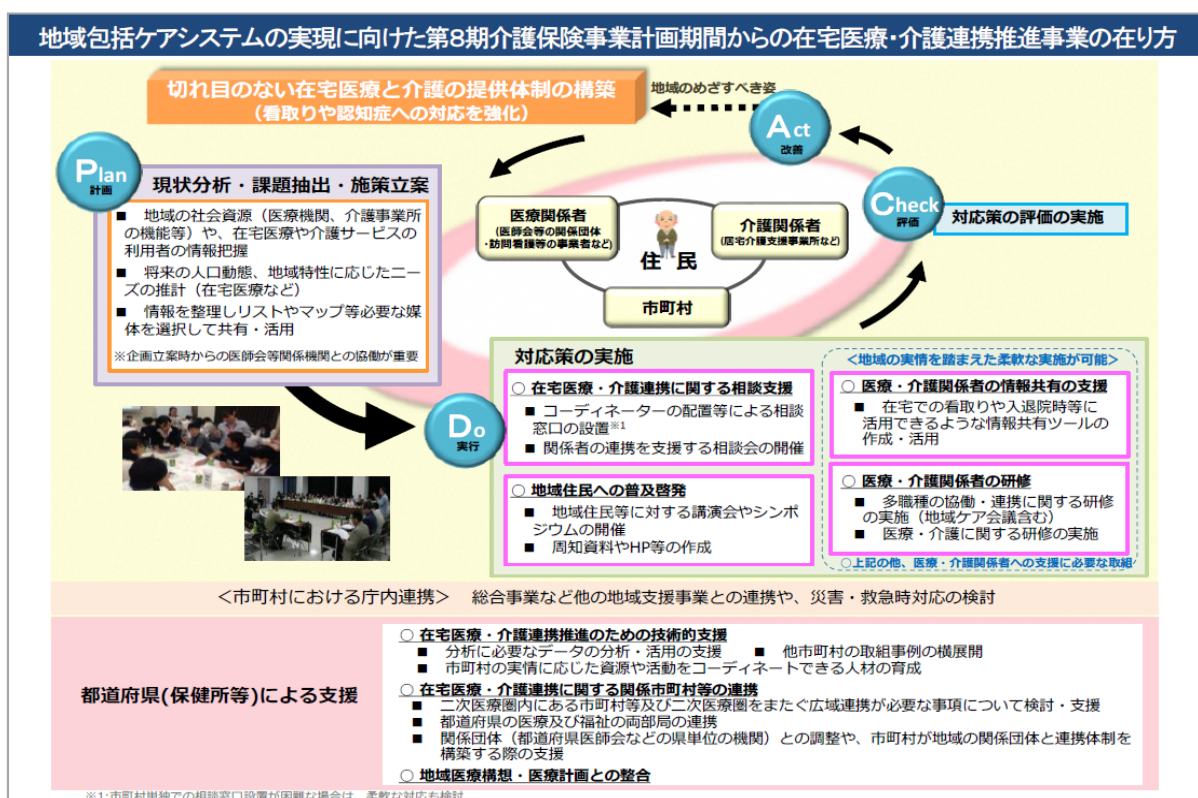 地域包括ケアシステムの実現に向けた第8期介護保険事業計画期間からの在宅医療・介護連携推進事業の在り方
切れ目のない在宅医療と介護の提供体制の構築
（看取りや認知症への対応を強化）
地域のめざすべき姿
Act
改善
Plan
計画
現状分析・課題抽出・施策立案
■ 地域の社会資源（医療機関、介護事業所
の機能等）や、在宅医療や介護サービスの
利用者の情報把握
■ 将来の人口動態、地域特性に応じたニー
ズの推計（在宅医療など）
■ 情報を整理しリストやマップ等必要な媒
体を選択して共有・活用
※企画立案時からの医師会等関係機関との協働が重要
医療関係者
(医師会等の関係団体
・訪問看護等の事業者など)
介護関係者
(居宅介護支援事業所など)
住民
市町村
Check
評価
対応策の評価の実施
Do
実行
対応策の実施
○ 在宅医療・介護連携に関する相談支援
■ コーディネーターの配置等による相談
窓口の設置※1
■ 関係者の連携を支援する相談会の開催
○ 地域住民への普及啓発
■ 地域住民等に対する講演会やシンポ
ジウムの開催
■ 周知資料やHP等の作成
＜地域の実情を踏まえた柔軟な実施が可能＞
○ 医療・介護関係者の情報共有の支援
■ 在宅での看取りや入退院時等に
活用できるような情報共有ツールの
作成・活用
○ 医療・介護関係者の研修
■ 多職種の協働・連携に関する研修
の実施（地域ケア会議含む）
■ 医療・介護に関する研修の実施
○上記の他、医療・介護関係者への支援に必要な取組
＜市町村における庁内連携＞ 総合事業など他の地域支援事業との連携や、災害・救急時対応の検討
都道府県(保健所等)による支援
○ 在宅医療・介護連携推進のための技術的支援
■ 分析に必要なデータの分析・活用の支援 ■ 他市町村の取組事例の横展開
■ 市町村の実情に応じた資源や活動をコーディネートできる人材の育成
○ 在宅医療・介護連携に関する関係市町村等の連携
■ 二次医療圏内にある市町村等及び二次医療圏をまたぐ広域連携が必要な事項について検討・支援
■ 都道府県の医療及び福祉の両部局の連携
■ 関係団体（都道府県医師会などの県単位の機関）との調整や、市町村が地域の関係団体と連携体制を
構築する際の支援
○ 地域医療構想・医療計画との整合
※1:市町村単独での相談窓口設置が困難な場合は、柔軟な対応も検討